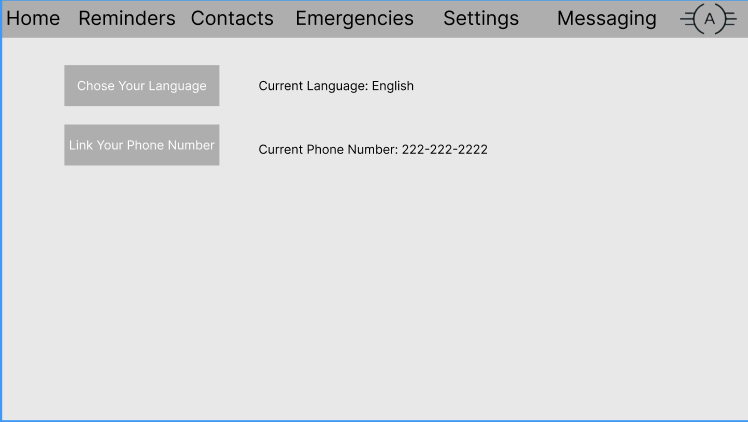 Home Reminders Contacts Emergencies Settings Messaging A
Chose Your Language Current Language: English
Link Your Phone Number Current Phone Number: 222-222-2222